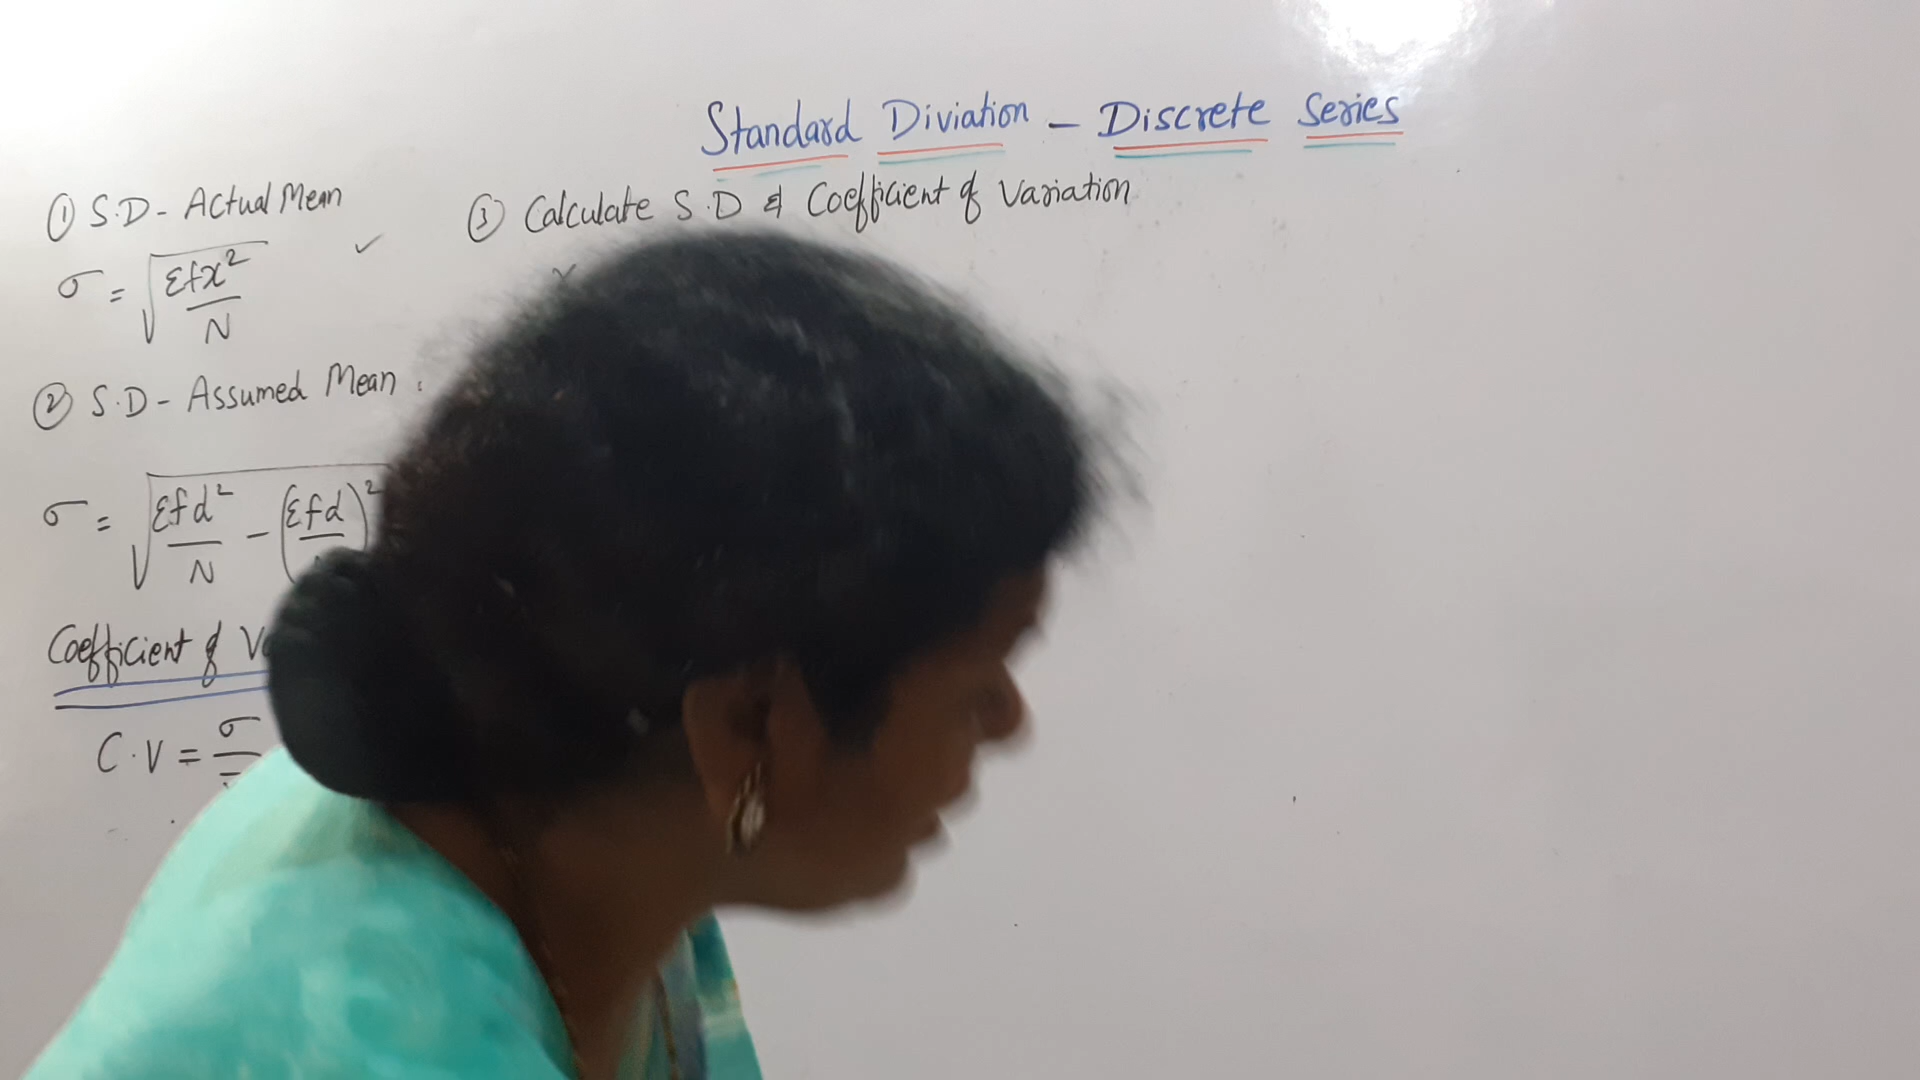 Standard Diviation - Discrete Series
① S.D - Actual Mean
σ = √(Σfx²/N)
② S.D - Assumed Mean
σ = √(Σfd²/N - (Σfd/
)²
Coefficient of
C.V = σ/
③ Calculate S.D & Coefficient of Variation